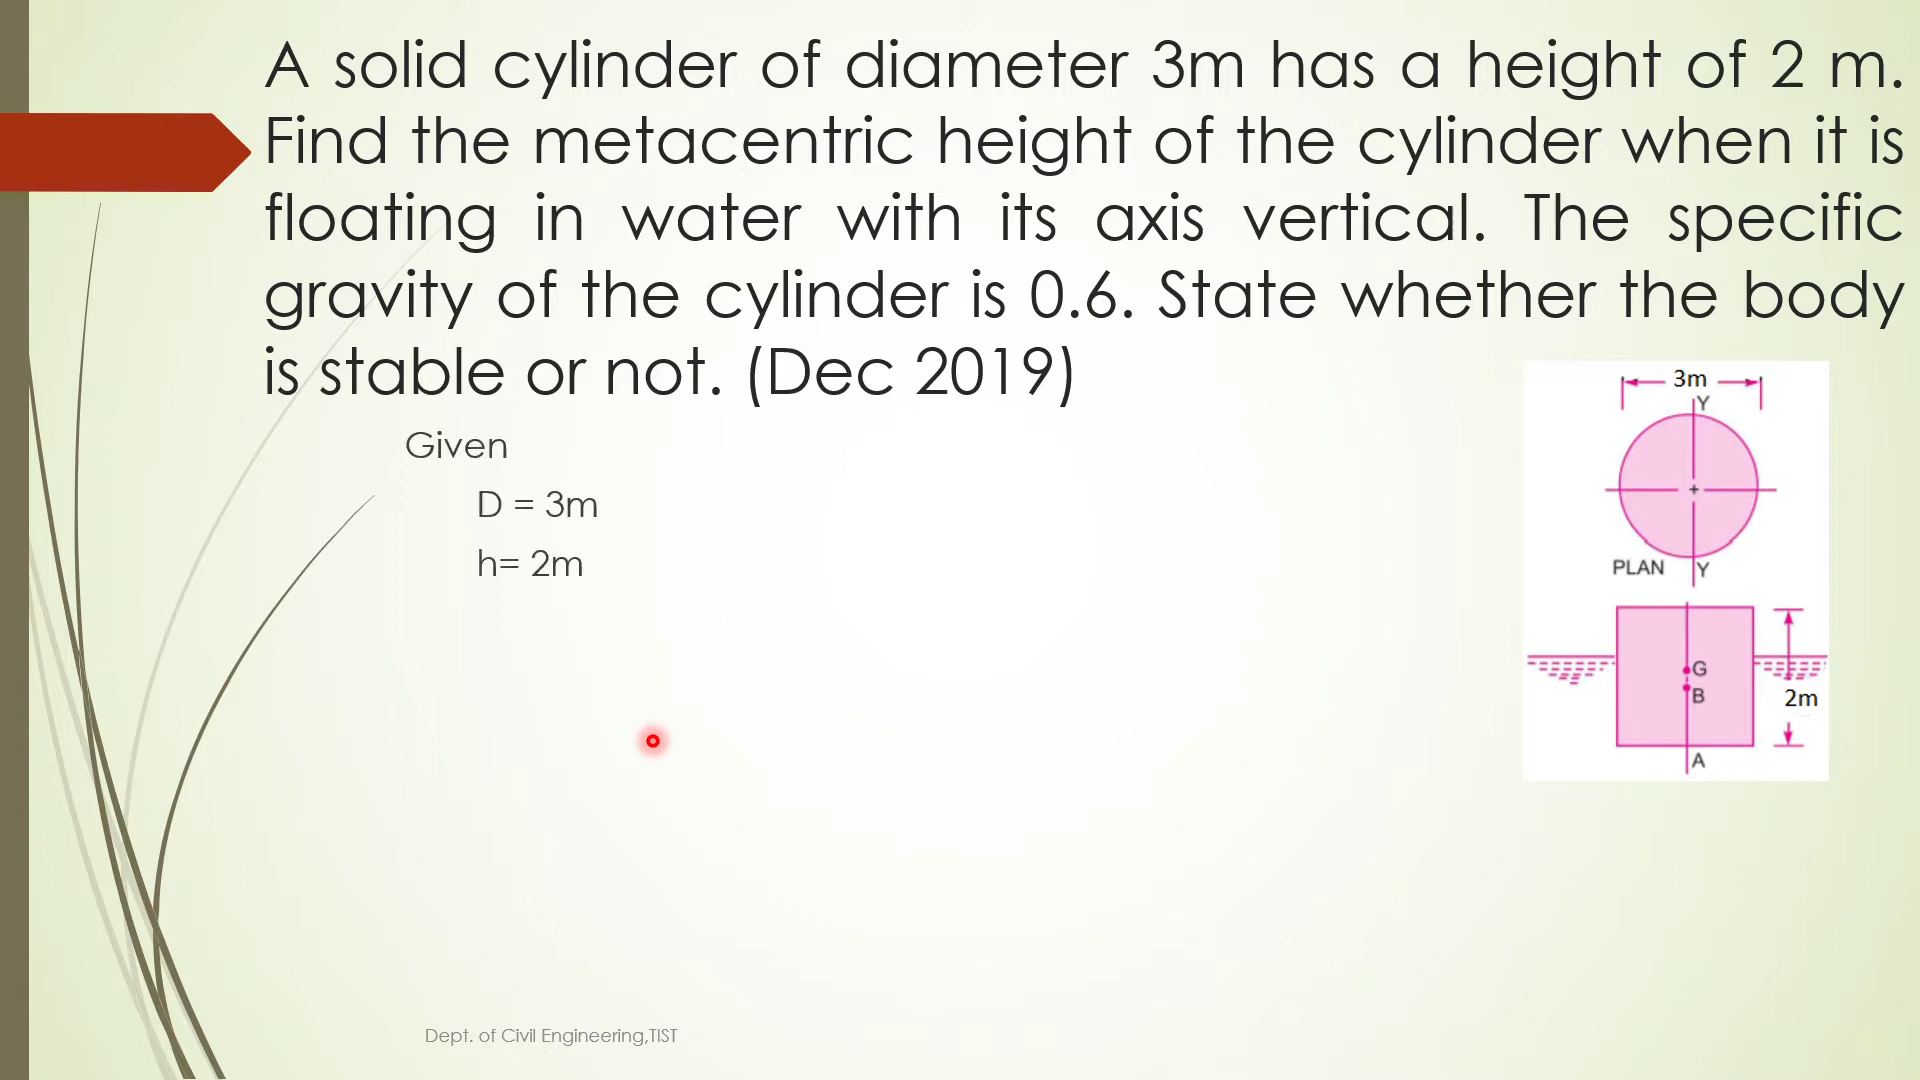 A solid cylinder of diameter 3m has a height of 2 m.
Find the metacentric height of the cylinder when it is
floating in water with its axis vertical. The specific
gravity of the cylinder is 0.6. State whether the body
is stable or not. (Dec 2019)
Given
D = 3m
h= 2m
3m
Y
PLAN
Y
G
B
2m
A
Dept. of Civil Engineering,TIST